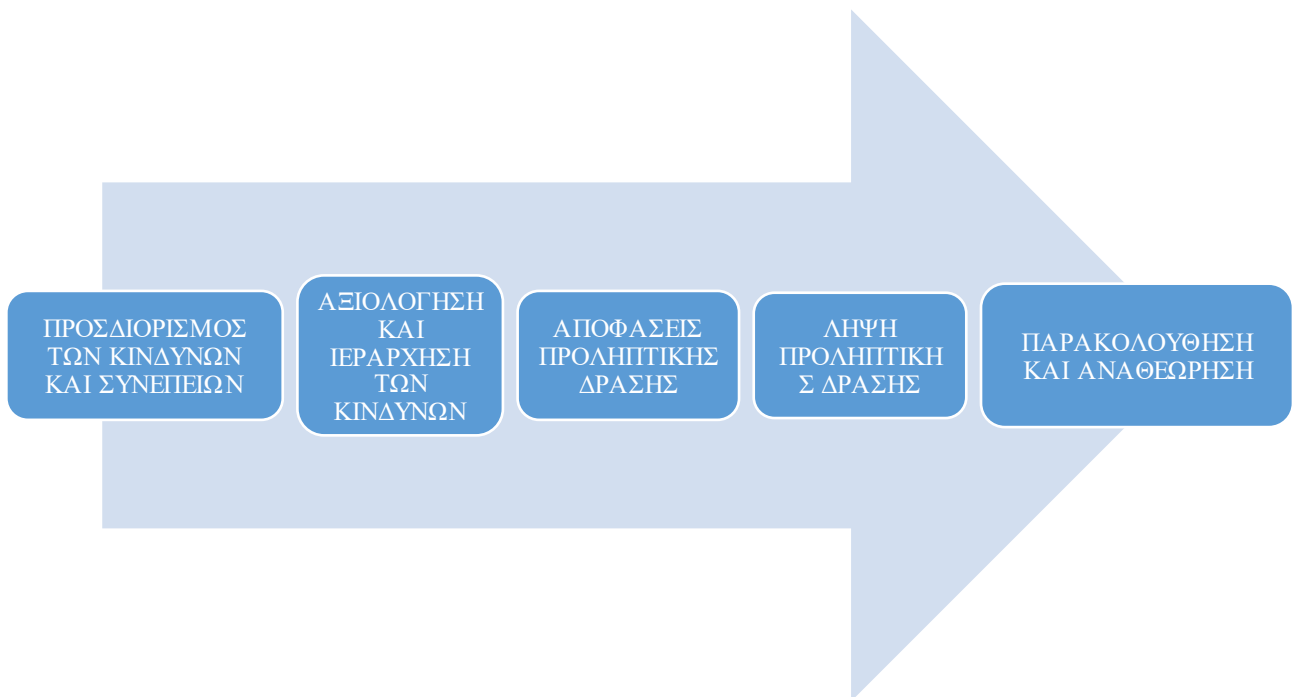 ΠΡΟΣΔΙΟΡΙΣΜΟΣ
ΤΩΝ ΚΙΝΔΥΝΩΝ
ΚΑΙ ΣΥΝΕΠΕΙΩΝ
ΑΞΙΟΛΟΓΗΣΗ
ΚΑΙ
ΙΕΡΑΡΧΗΣΗ
ΤΩΝ
ΚΙΝΔΥΝΩΝ
ΑΠΟΦΑΣΕΙΣ
ΠΡΟΛΗΠΤΙΚΗΣ
ΔΡΑΣΗΣ
ΛΗΨΗ
ΠΡΟΛΗΠΤΙΚΗ
Σ ΔΡΑΣΗΣ
ΠΑΡΑΚΟΛΟΥΘΗΣΗ
ΚΑΙ ΑΝΑΘΕΩΡΗΣΗ